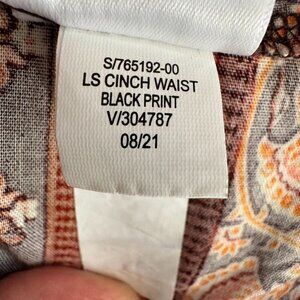 S/765192-00
LS CINCH WAIST
BLACK PRINT
V/304787
08/21